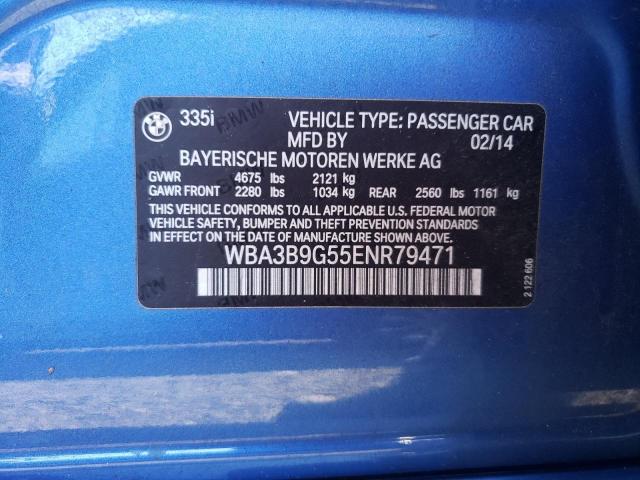 335i VEHICLE TYPE: PASSENGER CAR
MFD BY 02/14
BAYERISCHE MOTOREN WERKE AG
GVWR 4675 lbs 2121 kg
GAWR FRONT 2280 lbs 1034 kg REAR 2560 lbs 1161 kg
THIS VEHICLE CONFORMS TO ALL APPLICABLE U.S. FEDERAL MOTOR
VEHICLE SAFETY, BUMPER AND THEFT PREVENTION STANDARDS
IN EFFECT ON THE DATE OF MANUFACTURE SHOWN ABOVE.
WBA3B9G55ENR79471
2 122 606
BMW